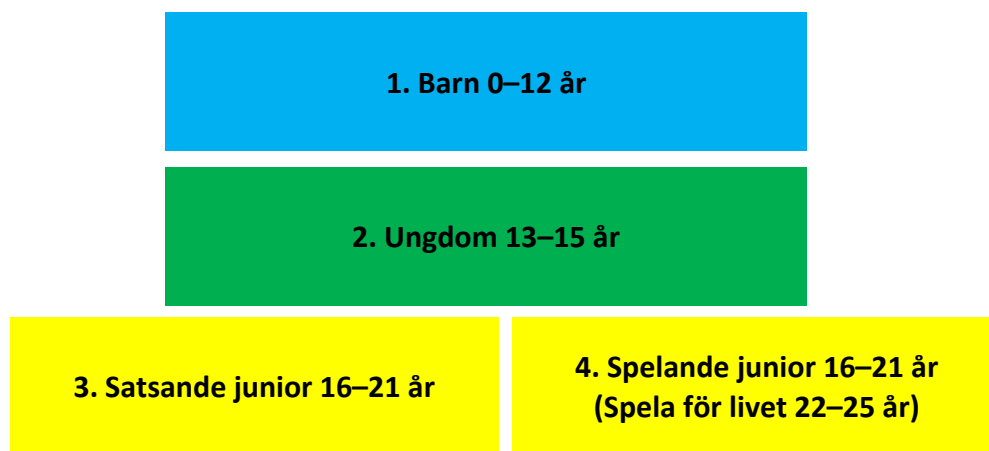 1. Barn 0–12 år
2. Ungdom 13–15 år
3. Satsande junior 16–21 år
4. Spelande junior 16–21 år
(Spela för livet 22–25 år)